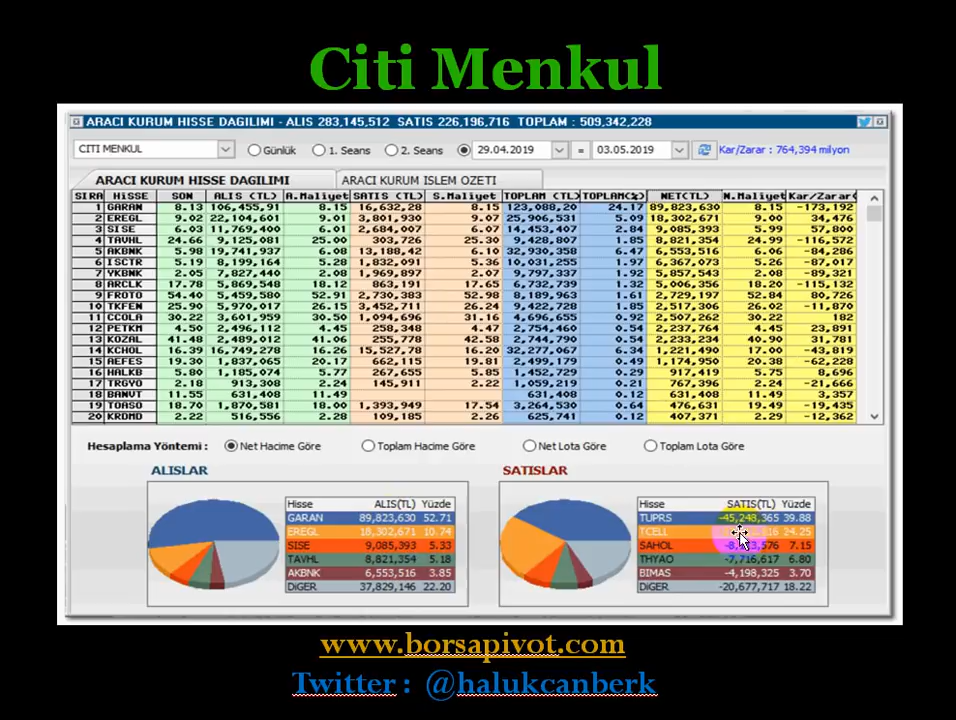 Citi Menkul
ARACI KURUM HISSE DAGILIMI - ALIS 283,145,512 SATIS 226,196,716 TOPLAM : 509,342,228
CITI MENKUL Günlük 1. Seans 2. Seans 29.04.2019 = 03.05.2019 Kar/Zarar : 764,394 milyon
ARACI KURUM HISSE DAGILIMI ARACI KURUM ISLEM OZETI
SIRA HISSE SON ALIS (TL) A.Maliyet SATIS (TL) S.Maliyet TOPLAM (TL) TOPLAM(%) NET(TL) N.Maliyet Kar/Zarar
1 GARAN 8.13 106,455,91 8.15 16,632,28 8.15 123,088,20 24.17 89,823,630 8.15 -173,192
2 EREGL 9.02 22,104,601 9.01 3,801,930 9.07 25,906,531 5.09 18,302,671 9.00 34,476
3 SISE 6.03 11,769,400 6.01 2,684,007 6.07 14,453,407 2.84 9,085,393 5.99 57,800
4 TAVHL 24.66 9,125,081 25.00 303,726 25.30 9,428,807 1.85 8,821,354 24.99 -116,572
5 AKBNK 5.98 19,741,937 6.08 13,188,42 6.10 32,930,358 6.47 6,553,516 6.06 -84,286
6 ISCTR 5.19 8,199,164 5.28 1,832,091 5.36 10,031,255 1.97 6,367,073 5.26 -87,017
7 YKBNK 2.05 7,827,440 2.08 1,969,897 2.07 9,797,337 1.92 5,857,543 2.08 -89,321
8 ARCLK 17.78 5,869,548 18.12 863,191 17.65 6,732,739 1.32 5,006,356 18.20 -115,132
9 FROTO 54.40 5,459,580 52.91 2,730,383 52.98 8,189,963 1.61 2,729,197 52.84 80,726
10 TKFEN 25.90 5,970,017 26.15 3,452,711 26.24 9,422,728 1.85 2,517,306 26.02 -11,870
11 CCOLA 30.22 3,601,959 30.50 1,094,696 31.16 4,696,655 0.92 2,507,262 30.22 182
12 PETKM 4.50 2,496,112 4.45 258,348 4.47 2,754,460 0.54 2,237,764 4.45 23,891
13 KOZAL 41.48 2,489,012 41.06 255,778 42.58 2,744,790 0.54 2,233,234 40.90 31,781
14 KCHOL 16.39 16,749,278 16.26 15,527,78 16.20 32,277,067 6.34 1,221,490 17.00 -43,819
15 AEFES 19.30 1,837,065 20.17 662,115 19.81 2,499,179 0.49 1,174,950 20.38 -62,228
16 HALKB 5.80 1,185,074 5.77 267,655 5.85 1,452,729 0.29 917,419 5.75 8,696
17 TRGYO 2.18 913,308 2.24 145,911 2.22 1,059,219 0.21 767,396 2.24 -21,666
18 BANVT 11.55 631,408 11.49 631,408 0.12 631,408 11.49 3,357
19 TOASO 18.70 1,870,581 18.00 1,393,949 17.54 3,264,530 0.64 476,631 19.49 -19,435
20 KRDMD 2.22 516,556 2.28 109,185 2.26 625,741 0.12 407,371 2.29 -12,362
Hesaplama Yöntemi : Net Hacime Göre Toplam Hacime Göre Net Lota Göre Toplam Lota Göre
ALISLAR SATISLAR
Hisse ALIS(TL) Yüzde
GARAN 89,823,630 52.71
EREGL 18,302,671 10.74
SISE 9,085,393 5.33
TAVHL 8,821,354 5.18
AKBNK 6,553,516 3.85
DiGER 37,829,146 22.20
Hisse SATIS(TL) Yüzde
TUPRS -45,248,365 39.88
TCELL 24.25
SAHOL 7.15
THYAO -7,716,617 6.80
BIMAS -4,198,325 3.70
DiGER -20,677,717 18.22
www.borsapivot.com
Twitter : @halukcanberk